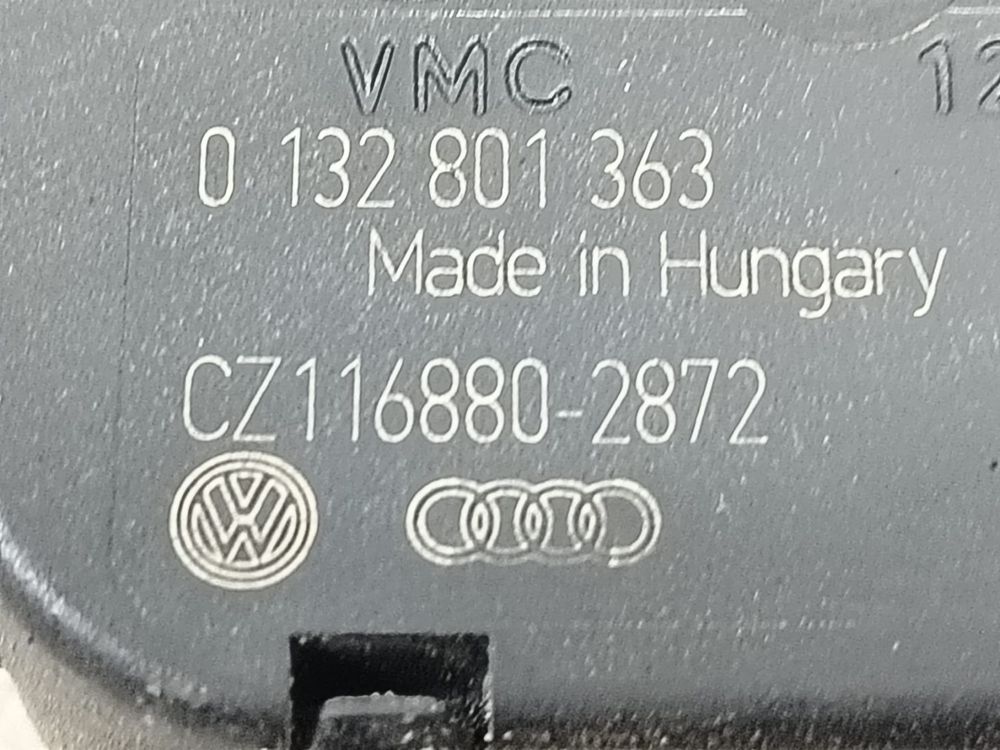 VMC
0 132 801 363
Made in Hungary
CZ116880-2872